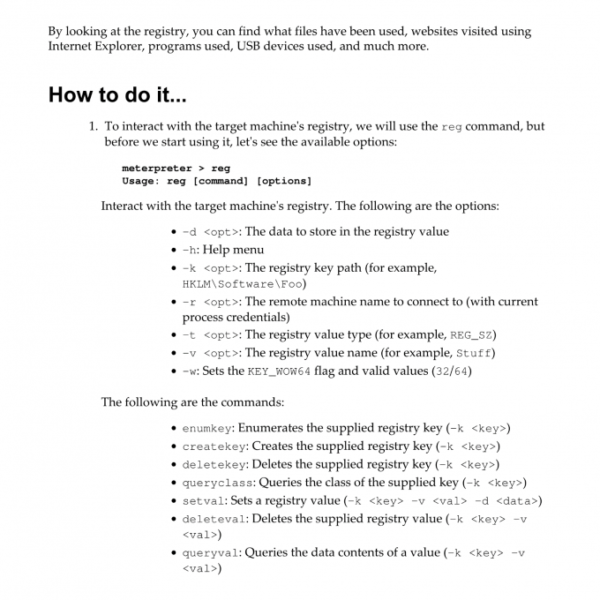 By looking at the registry, you can find what files have been used, websites visited using
Internet Explorer, programs used, USB devices used, and much more.
How to do it...
1. To interact with the target machine's registry, we will use the reg command, but
before we start using it, let's see the available options:
meterpreter > reg
Usage: reg [command] [options]
Interact with the target machine's registry. The following are the options:
• -d <opt>: The data to store in the registry value
• -h: Help menu
• -k <opt>: The registry key path (for example,
HKLM\Software\Foo)
• -r <opt>: The remote machine name to connect to (with current
process credentials)
• -t <opt>: The registry value type (for example, REG_SZ)
• -v <opt>: The registry value name (for example, Stuff)
• -w: Sets the KEY_WOW64 flag and valid values (32/64)
The following are the commands:
• enumkey: Enumerates the supplied registry key (-k <key>)
• createkey: Creates the supplied registry key (-k <key>)
• deletekey: Deletes the supplied registry key (-k <key>)
• queryclass: Queries the class of the supplied key (-k <key>)
• setval: Sets a registry value (-k <key> -v <val> -d <data>)
• deleteval: Deletes the supplied registry value (-k <key> -v
<val>)
• queryval: Queries the data contents of a value (-k <key> -v
<val>)